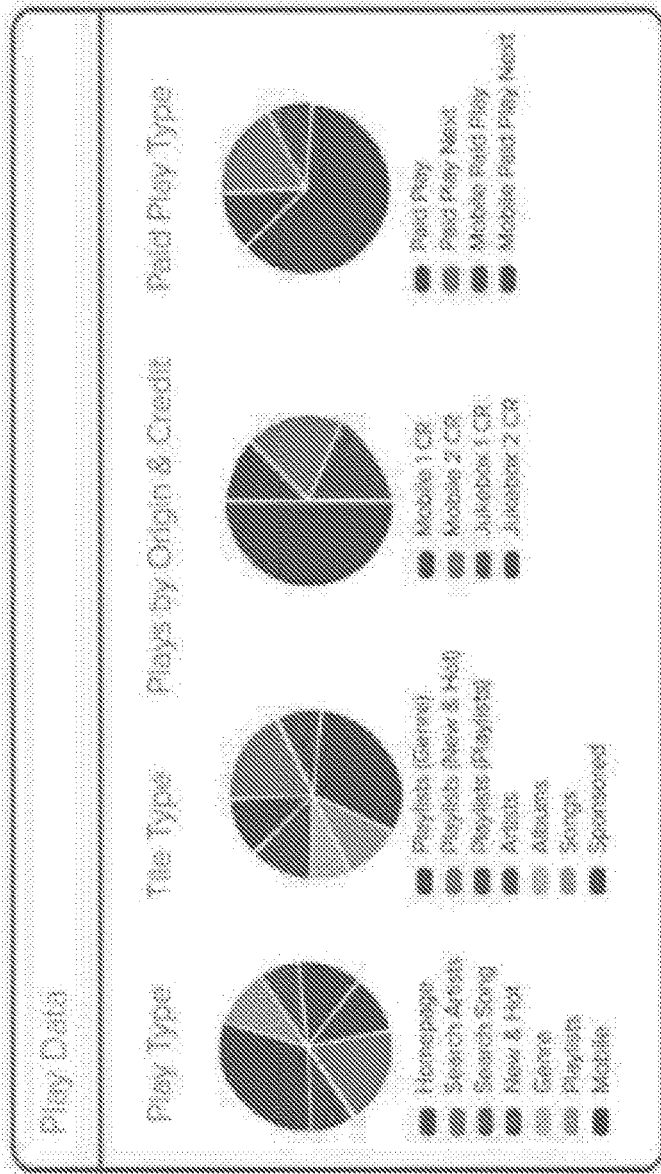 Play Data
Play Type
Homepage
Search Artists
Search Song
New & Hot
Genre
Playlists
Mobile
Tile Type
Playlists (Genre)
Playlists (New & Hot)
Playlists (Playlists)
Artists
Albums
Songs
Sponsored
Plays by Origin & Credit
Mobile 1 CR
Mobile 2 CR
Jukebox 1 CR
Jukebox 2 CR
Paid Play Type
Paid Play
Paid Play Next
Mobile Paid Play
Mobile Paid Play Next